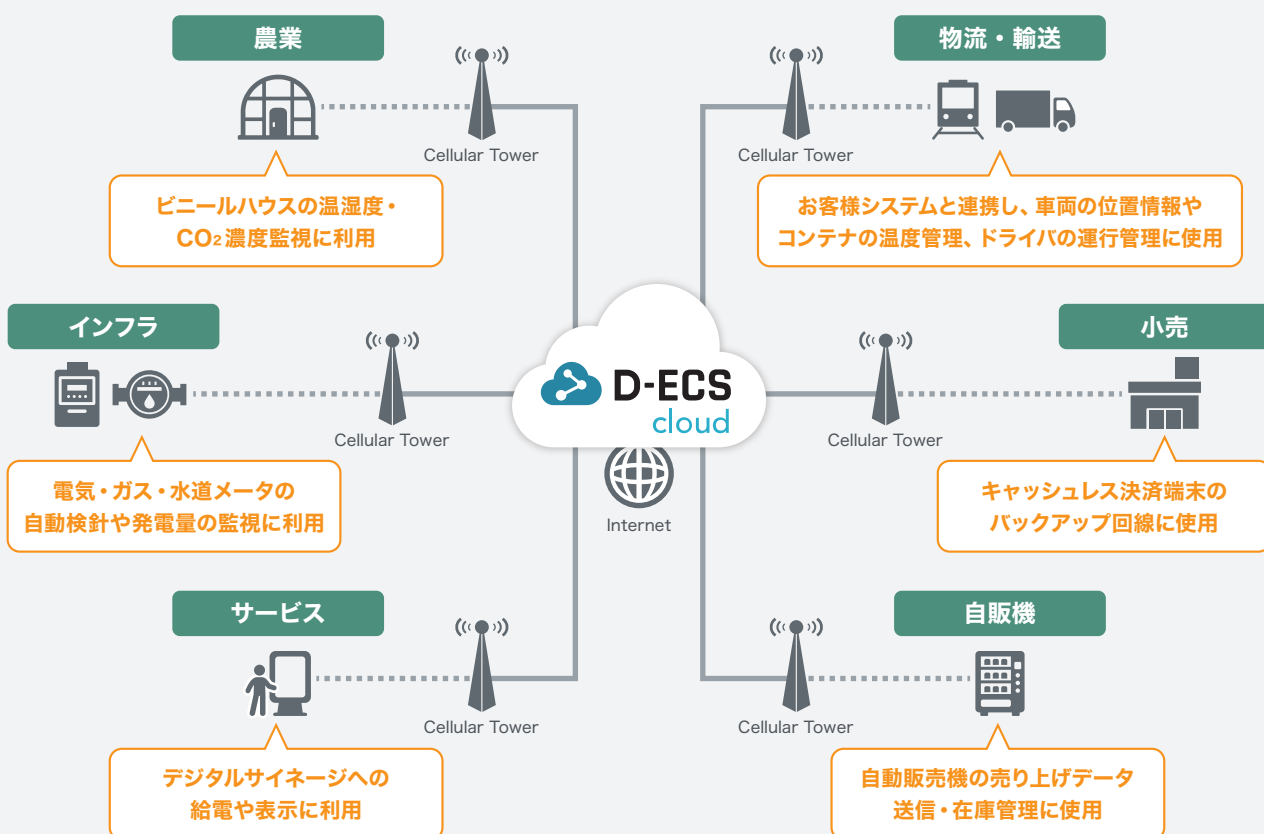 農業
物流・輸送
Cellular Tower
Cellular Tower
ビニールハウスの温湿度・
CO₂濃度監視に利用
お客様システムと連携し、車両の位置情報や
コンテナの温度管理、ドライバの運行管理に使用
インフラ
小売
D-ECS
cloud
Cellular Tower
Cellular Tower
電気・ガス・水道メータの
自動検針や発電量の監視に利用
Internet
キャッシュレス決済端末の
バックアップ回線に使用
サービス
自販機
Cellular Tower
Cellular Tower
デジタルサイネージへの
給電や表示に利用
自動販売機の売り上げデータ
送信・在庫管理に使用